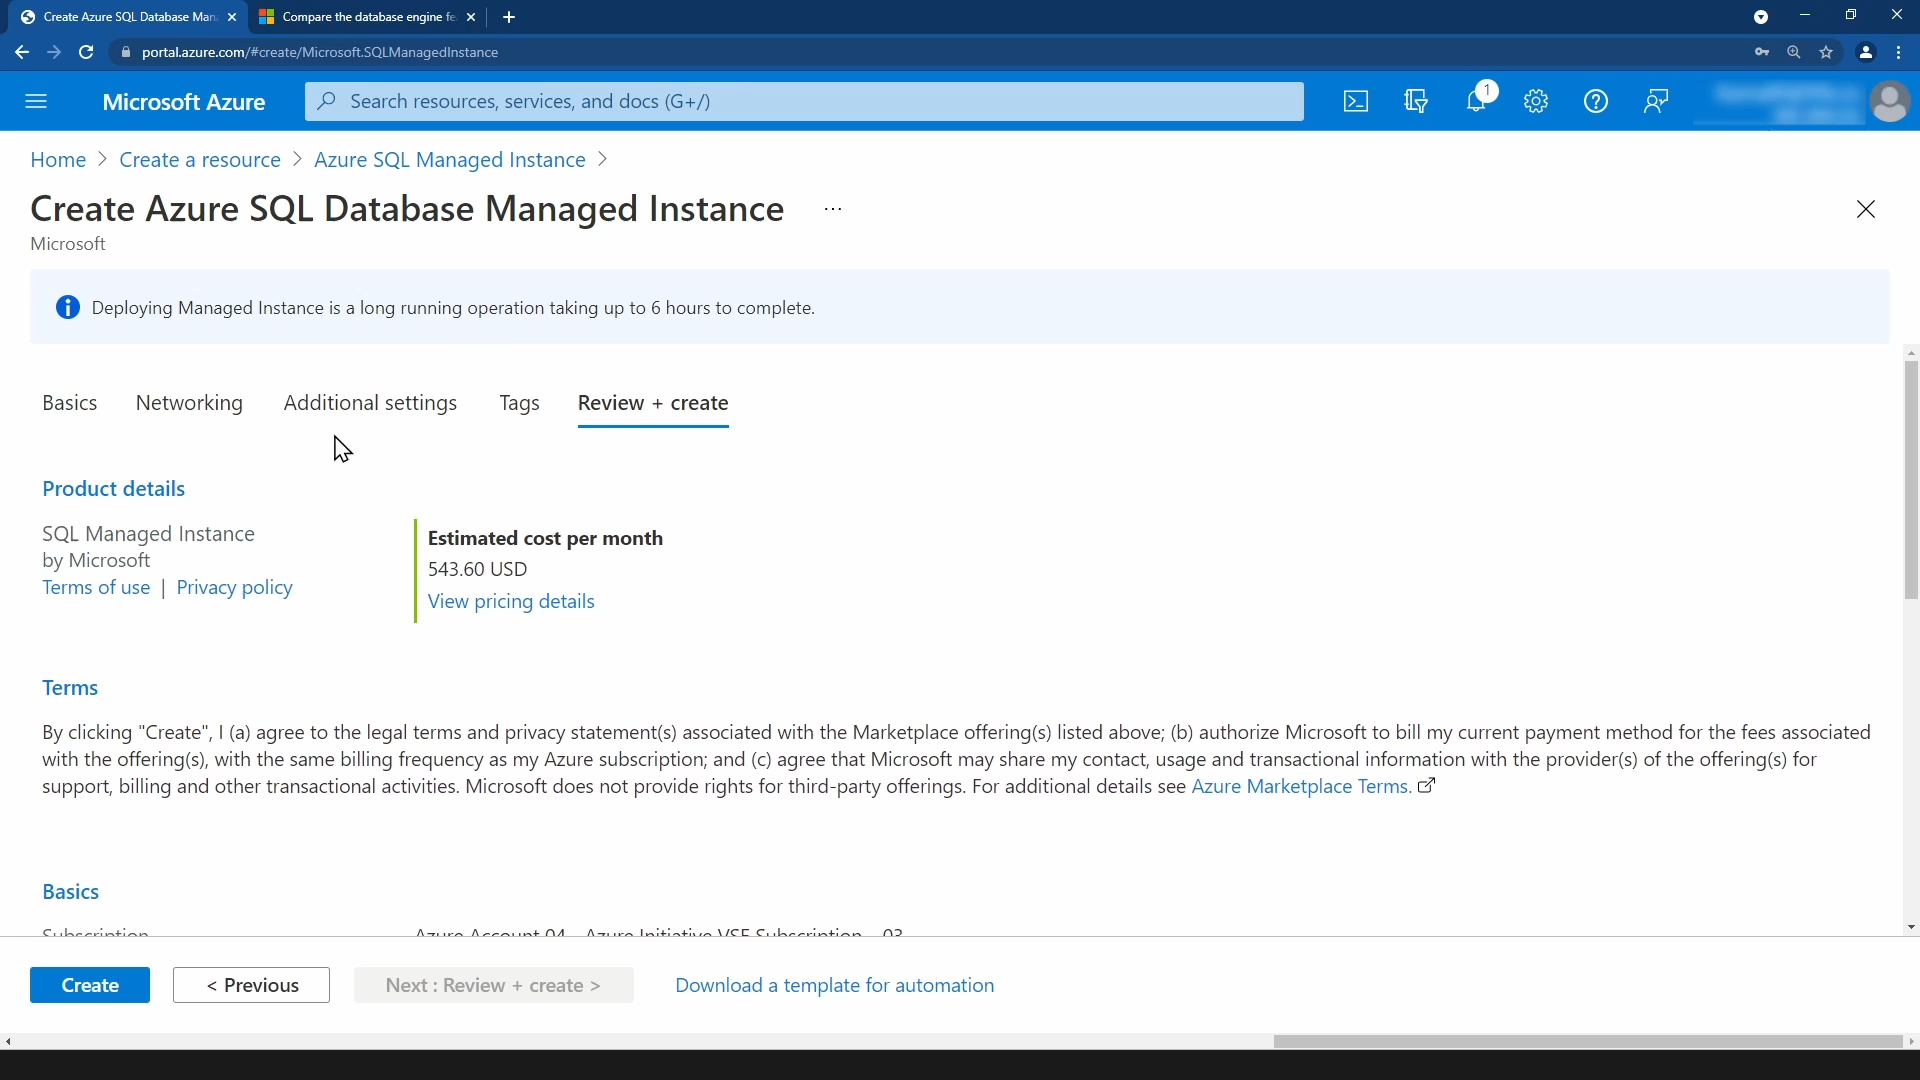 Create Azure SQL Database Man
Compare the database engine fe
portal.azure.com/#create/Microsoft.SQLManagedInstance
Microsoft Azure
Search resources, services, and docs (G+/)
1
Home > Create a resource > Azure SQL Managed Instance >
Create Azure SQL Database Managed Instance ...
Microsoft
Deploying Managed Instance is a long running operation taking up to 6 hours to complete.
Basics Networking Additional settings Tags Review + create
Product details
SQL Managed Instance
by Microsoft
Terms of use | Privacy policy
Estimated cost per month
543.60 USD
View pricing details
Terms
By clicking "Create", I (a) agree to the legal terms and privacy statement(s) associated with the Marketplace offering(s) listed above; (b) authorize Microsoft to bill my current payment method for the fees associated
with the offering(s), with the same billing frequency as my Azure subscription; and (c) agree that Microsoft may share my contact, usage and transactional information with the provider(s) of the offering(s) for
support, billing and other transactional activities. Microsoft does not provide rights for third-party offerings. For additional details see Azure Marketplace Terms.
Basics
Subscription Azure Account 04 Azure Initiative VSE Subscription 03
Create < Previous Next : Review + create > Download a template for automation